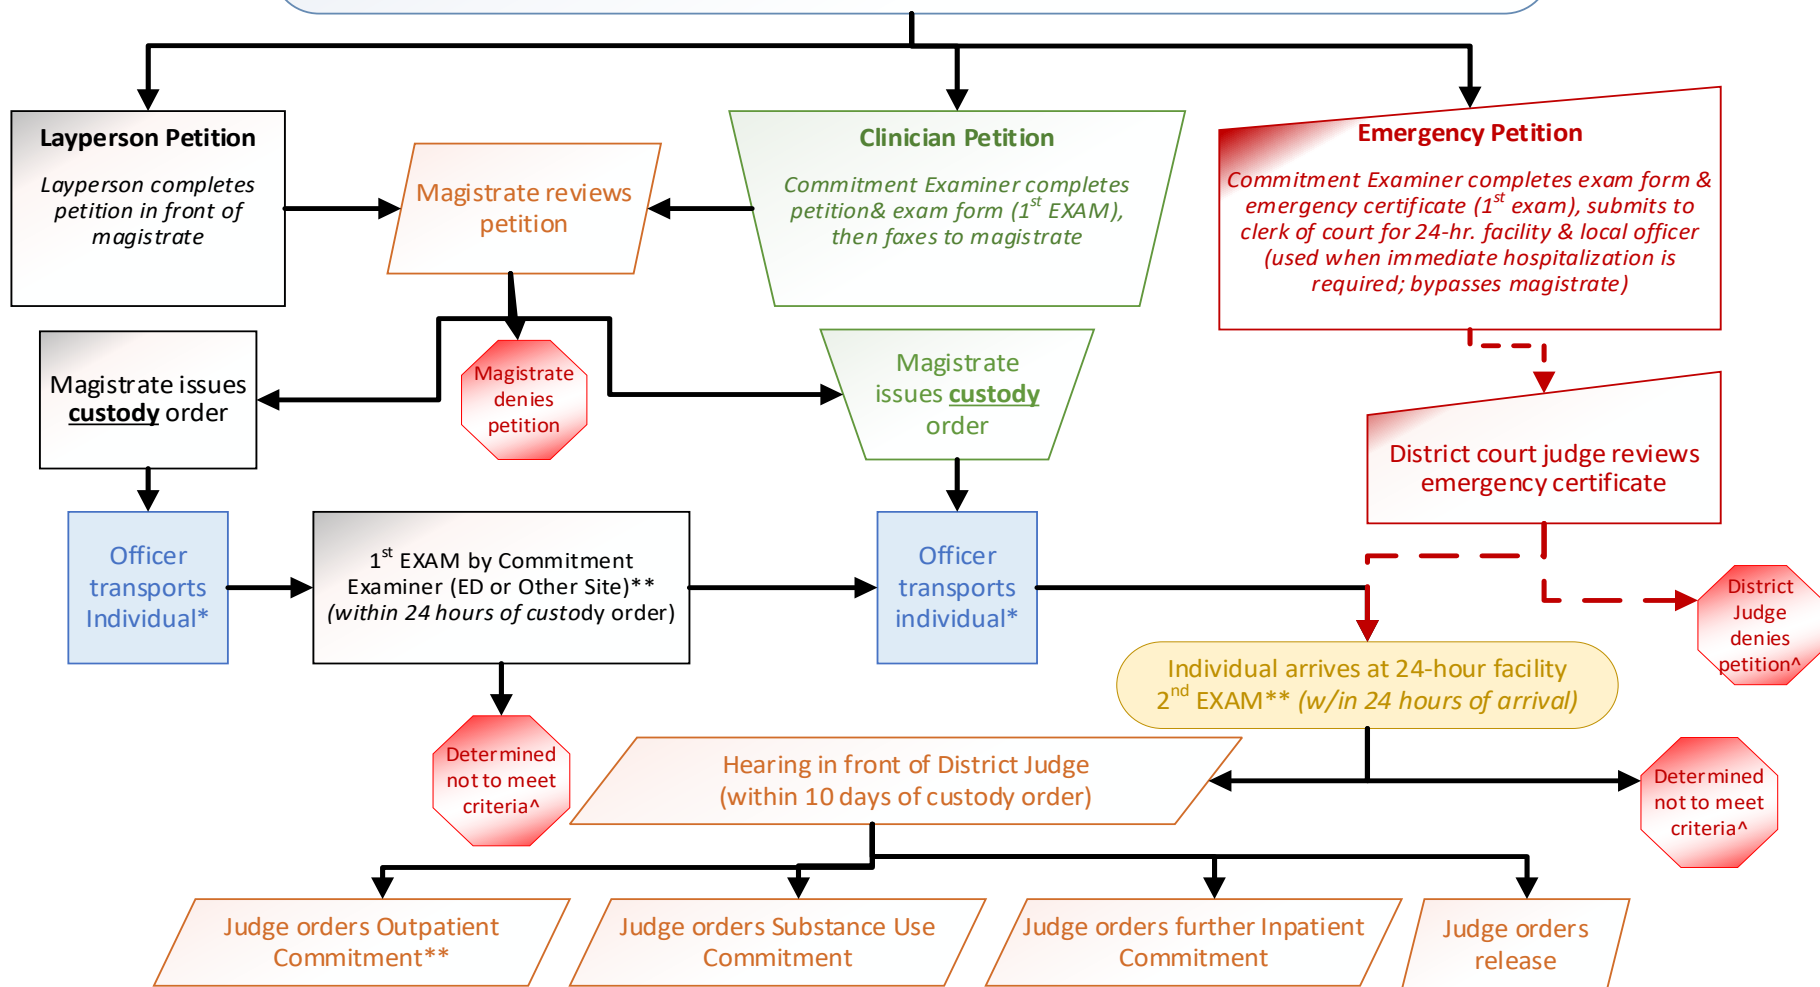 Layperson Petition
Layperson completes
petition in front of
magistrate
Magistrate reviews
petition
Clinician Petition
Commitment Examiner completes
petition& exam form (1st EXAM),
then faxes to magistrate
Emergency Petition
Commitment Examiner completes exam form &
emergency certificate (1st exam), submits to
clerk of court for 24-hr. facility & local officer
(used when immediate hospitalization is
required; bypasses magistrate)
Magistrate issues
custody order
Magistrate
denies
petition
Magistrate
issues custody
order
District court judge reviews
emergency certificate
Officer
transports
Individual*
1st EXAM by Commitment
Examiner (ED or Other Site)**
(within 24 hours of custody order)
Officer
transports
individual*
District
Judge
denies
petition^
Individual arrives at 24-hour facility
2nd EXAM** (w/in 24 hours of arrival)
Determined
not to meet
criteria^
Hearing in front of District Judge
(within 10 days of custody order)
Determined
not to meet
criteria^
Judge orders Outpatient
Commitment**
Judge orders Substance Use
Commitment
Judge orders further Inpatient
Commitment
Judge orders
release